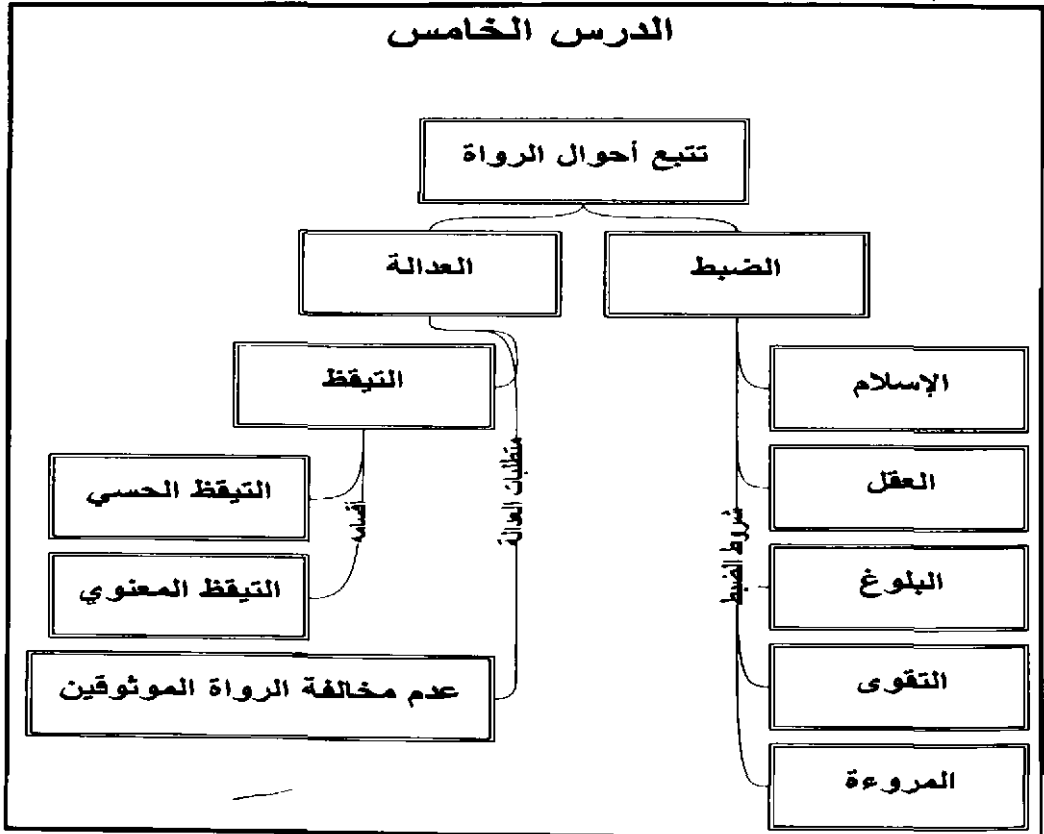 الدرس الخامس
تتبع أحوال الرواة
الضبط
العدالة
شروط الضبط
الإسلام
العقل
البلوغ
التقوى
المروءة
متطلبات العدالة
التيقظ
أقسامه
التيقظ الحسي
التيقظ المعنوي
عدم مخالفة الرواة الموثوقين